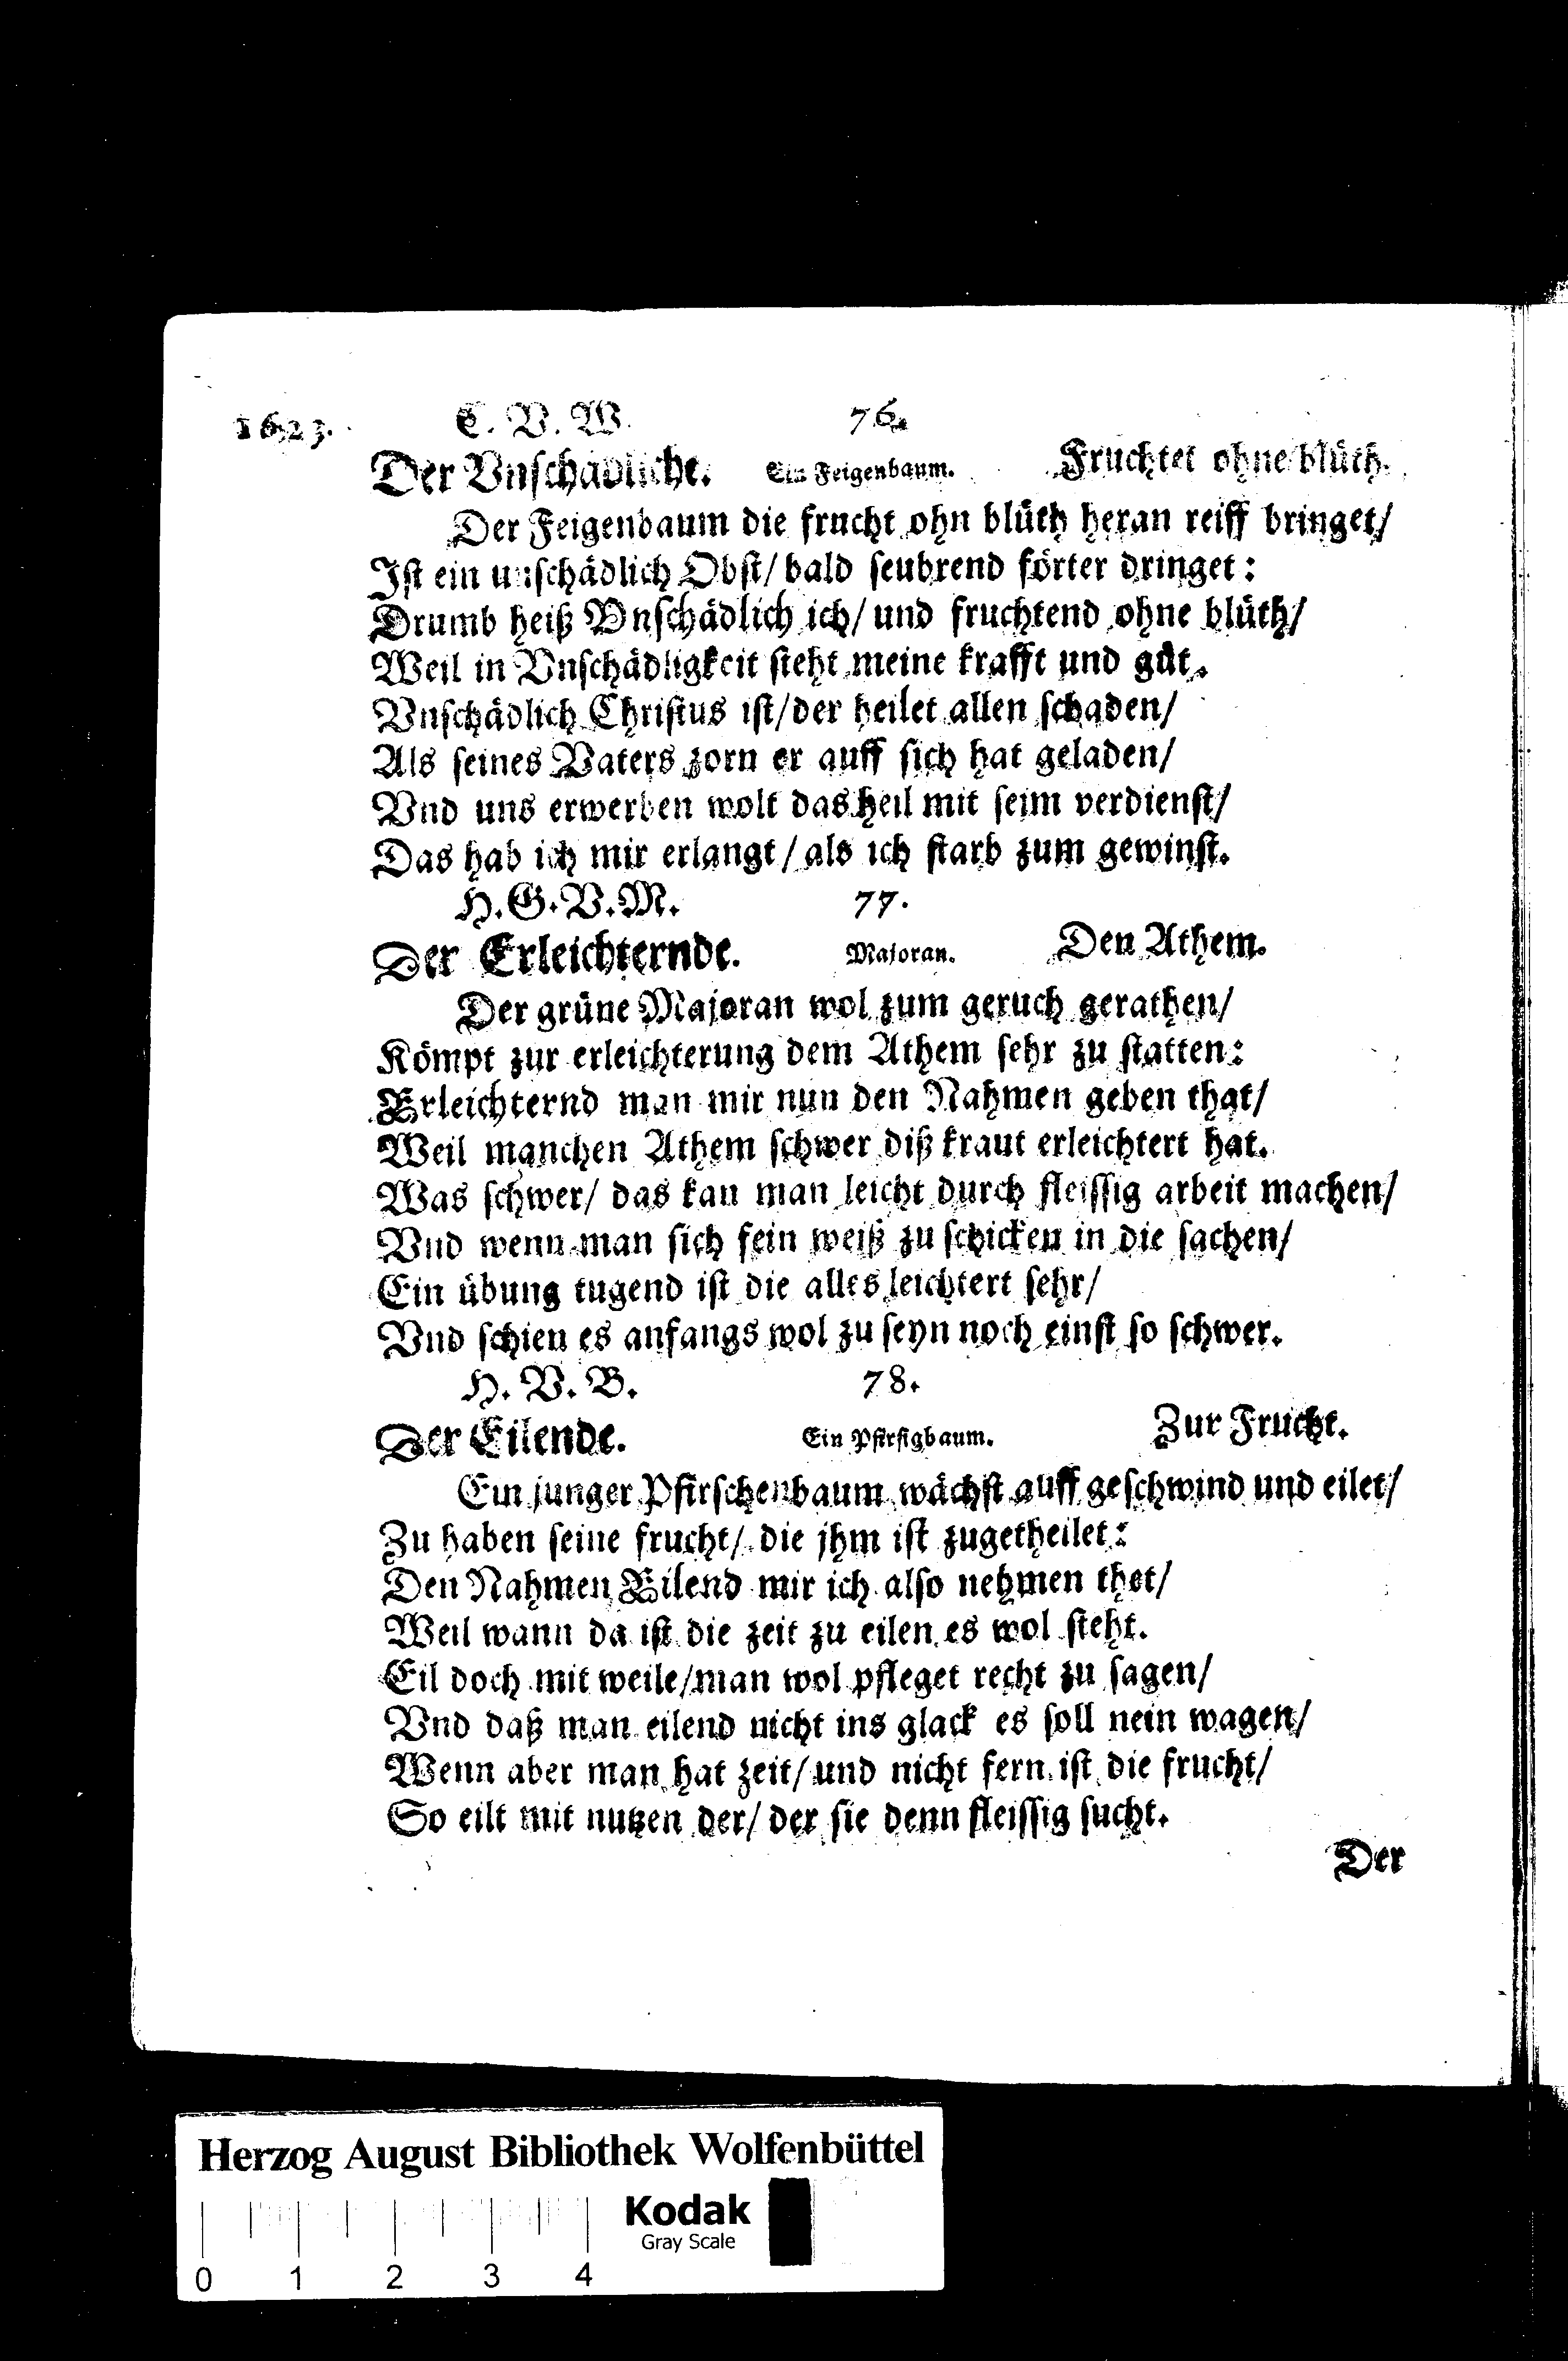 1623. C. V. W. 76.
Der Vnschädliche. Ein Feigenbaum. Fruchtet ohne blüth.
Der Feigenbaum die frucht ohn blüth heran reiff bringet/
Ist ein unschädlich Obst/ bald seubrend förter dringet:
Drumb heiß Vnschädlich ich/ und fruchtend ohne blüth/
Weil in Vnschädligkeit steht meine krafft und güt.
Vnschädlich Christus ist/ der heilet allen schaden/
Als seines Vaters zorn er auff sich hat geladen/
Vnd uns erwerben wolt das heil mit seim verdienst/
Das hab ich mir erlangt/ als ich starb zum gewinst.
H. G. V. M. 77.
Der Erleichternde. Majoran. Den Athem.
Der grüne Majoran wol zum geruch gerathen/
Kömpt zur erleichterung dem Athem sehr zu statten:
Erleichternd man mir nun den Nahmen geben that/
Weil manchen Athem schwer diß kraut erleichtert hat.
Was schwer/ das kan man leicht durch fleissig arbeit machen/
Vnd wenn man sich fein weiß zu schicken in die sachen/
Ein übung tugend ist die alles leichtert sehr/
Vnd schien es anfangs wol zu seyn noch einst so schwer.
H. V. B. 78.
Der Eilende. Ein Pfirsigbaum. Zur Frucht.
Ein junger Pfirschenbaum wächst auff geschwind und eilet/
Zu haben seine frucht/ die jhm ist zugetheilet:
Den Nahmen Eilend mir ich also nehmen thet/
Weil wann da ist die zeit zu eilen es wol steht.
Eil doch mit weile/ man wol pfleget recht zu sagen/
Vnd daß man eilend nicht ins glack es soll nein wagen/
Wenn aber man hat zeit/ und nicht fern ist die frucht/
So eilt mit nutzen der/ der sie denn fleissig sucht.
Der
Herzog August Bibliothek Wolfenbüttel
Kodak
Gray Scale
0 1 2 3 4